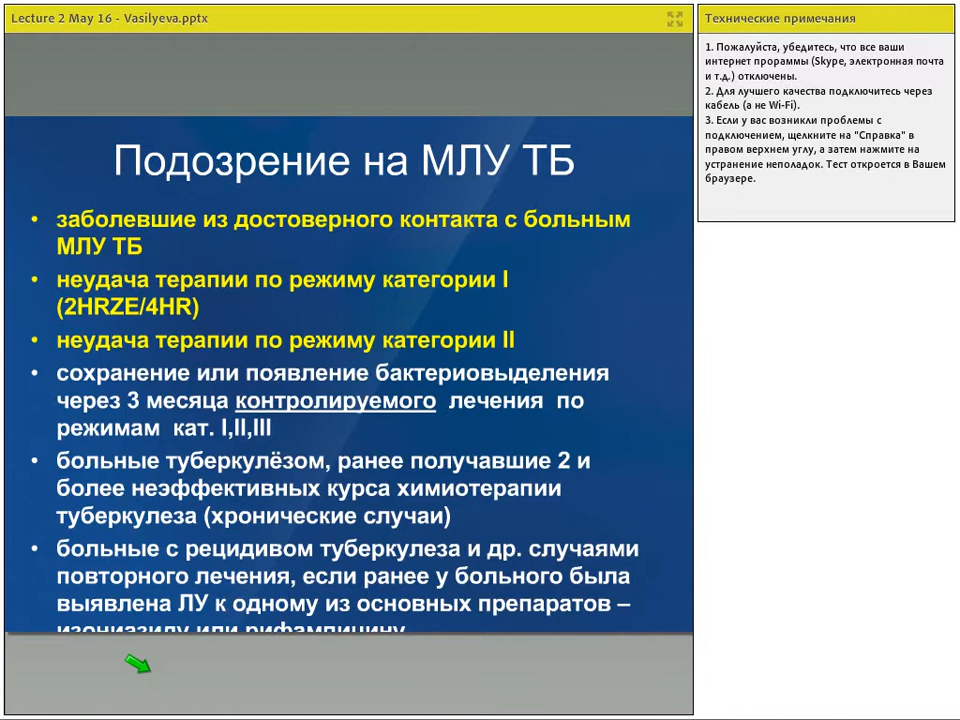 Lecture 2 May 16 - Vasilyeva.pptx
Подозрение на МЛУ ТБ
• заболевшие из достоверного контакта с больным
МЛУ ТБ
• неудача терапии по режиму категории I
(2HRZE/4HR)
• неудача терапии по режиму категории II
• сохранение или появление бактериовыделения
через 3 месяца контролируемого лечения по
режимам кат. I,II,III
• больные туберкулёзом, ранее получавшие 2 и
более неэффективных курса химиотерапии
туберкулеза (хронические случаи)
• больные с рецидивом туберкулеза и др. случаями
повторного лечения, если ранее у больного была
выявлена ЛУ к одному из основных препаратов –
изониазиду или рифампицину
Технические примечания
1. Пожалуйста, убедитесь, что все ваши
интернет прораммы (Skype, электронная почта
и т.д.) отключены.
2. Для лучшего качества подключитесь через
кабель (а не Wi-Fi).
3. Если у вас возникли проблемы с
подключением, щелкните на "Справка" в
правом верхнем углу, а затем нажмите на
устранение неполадок. Тест откроется в Вашем
браузере.